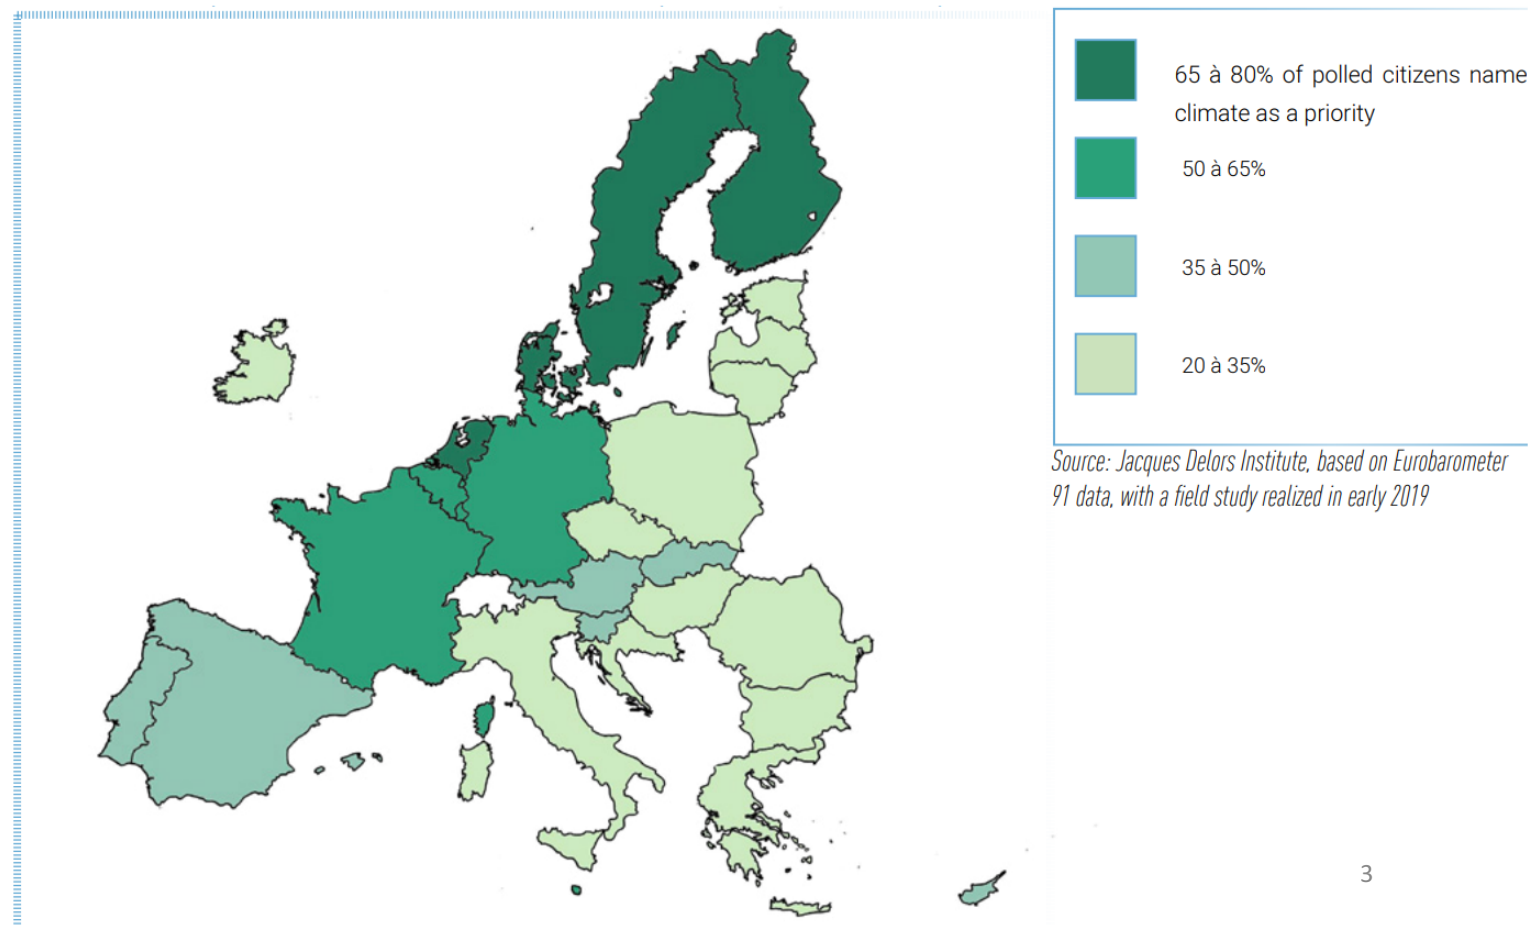 65 à 80% of polled citizens name
climate as a priority
50 à 65%
35 à 50%
20 à 35%
Source: Jacques Delors Institute, based on Eurobarometer
91 data, with a field study realized in early 2019
3